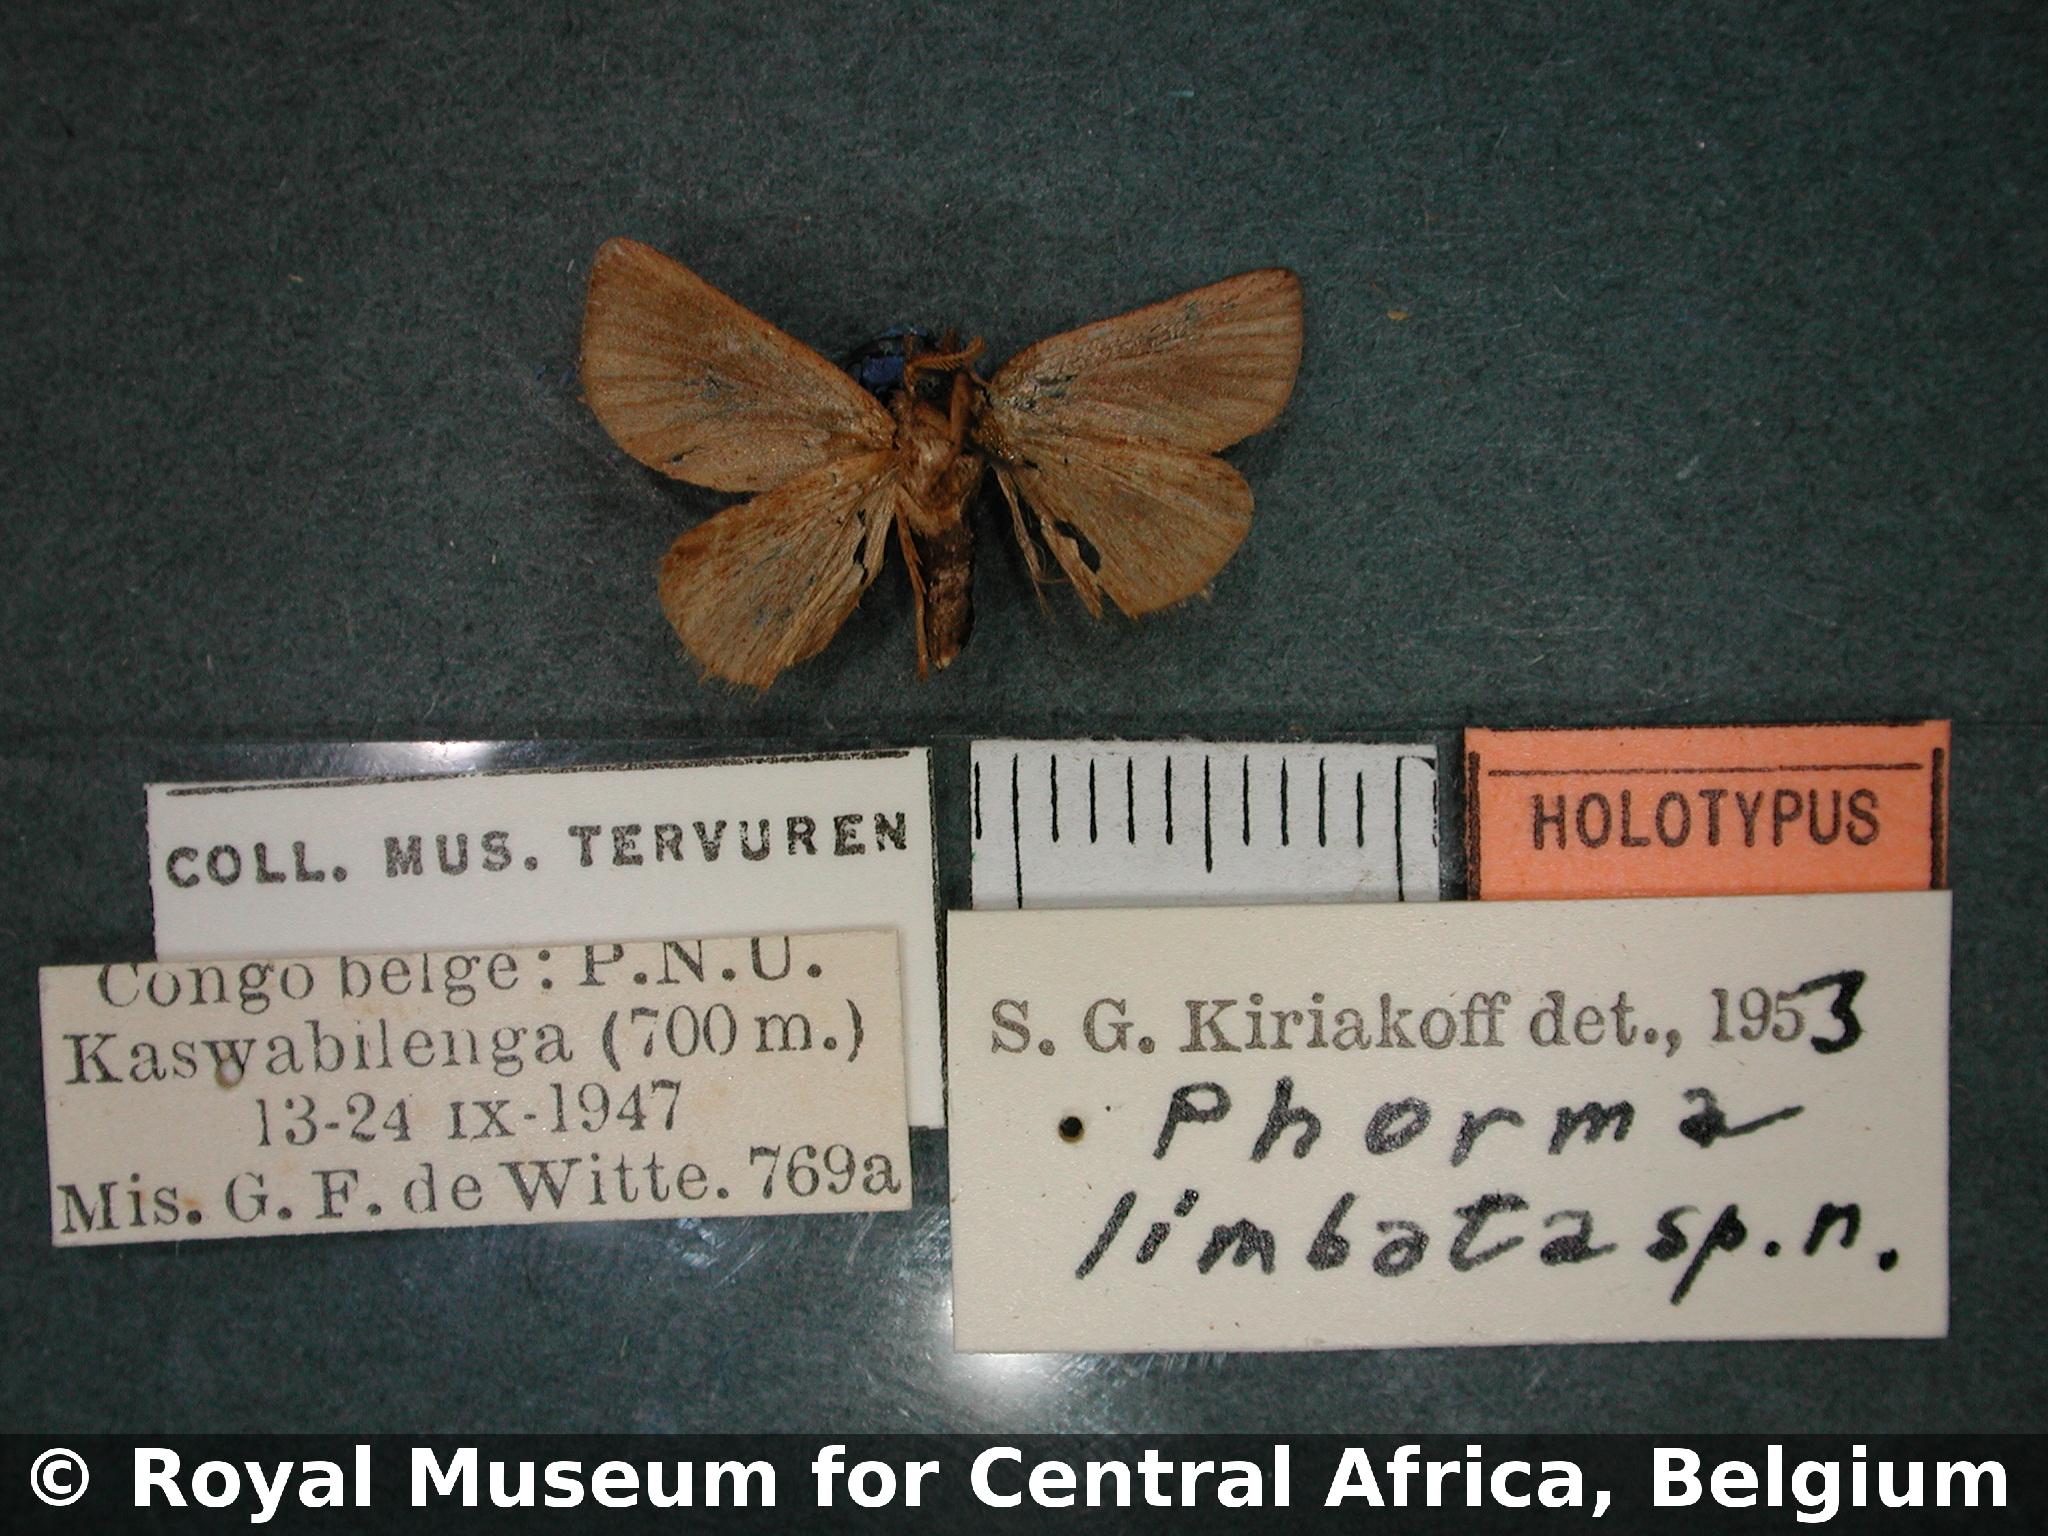 COLL. MUS. TERVUREN
HOLOTYPUS
Congo belge: P.N.U.
Kaswabilenga (700 m.)
13-24 IX-1947
Mis. G. F. de Witte. 769a
S. G. Kiriakoff det., 1953
Phorma
limbata sp. n.
© Royal Museum for Central Africa, Belgium